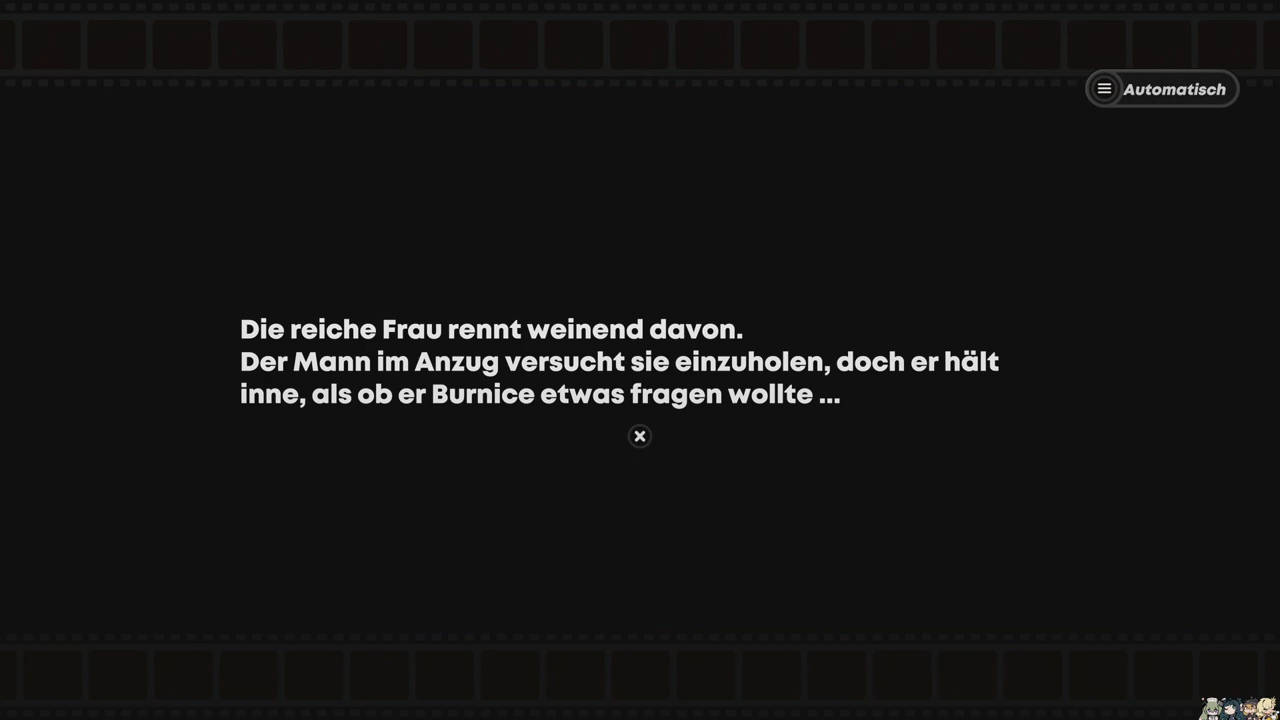 Automatisch
Die reiche Frau rennt weinend davon.
Der Mann im Anzug versucht sie einzuholen, doch er hält
inne, als ob er Burnice etwas fragen wollte ...